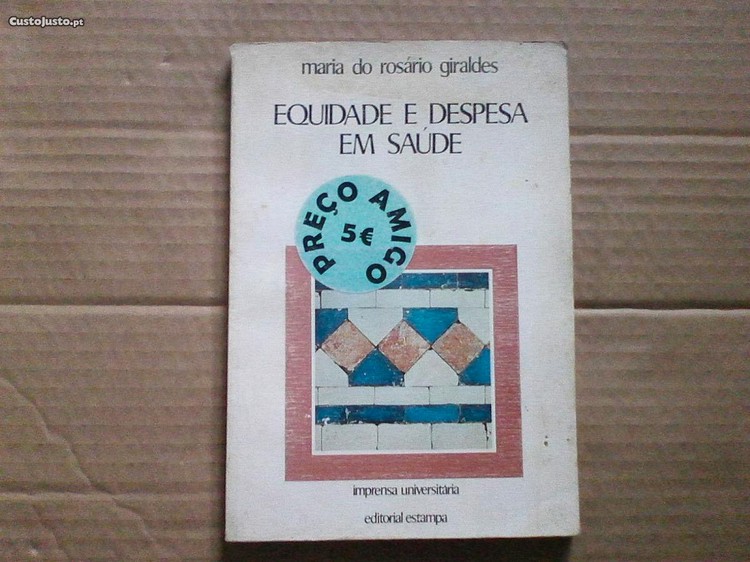 CustoJusto.pt
maria do rosário giraldes
EQUIDADE E DESPESA
EM SAÚDE
PREÇO AMIGO
5€
imprensa universitária
editorial estampa